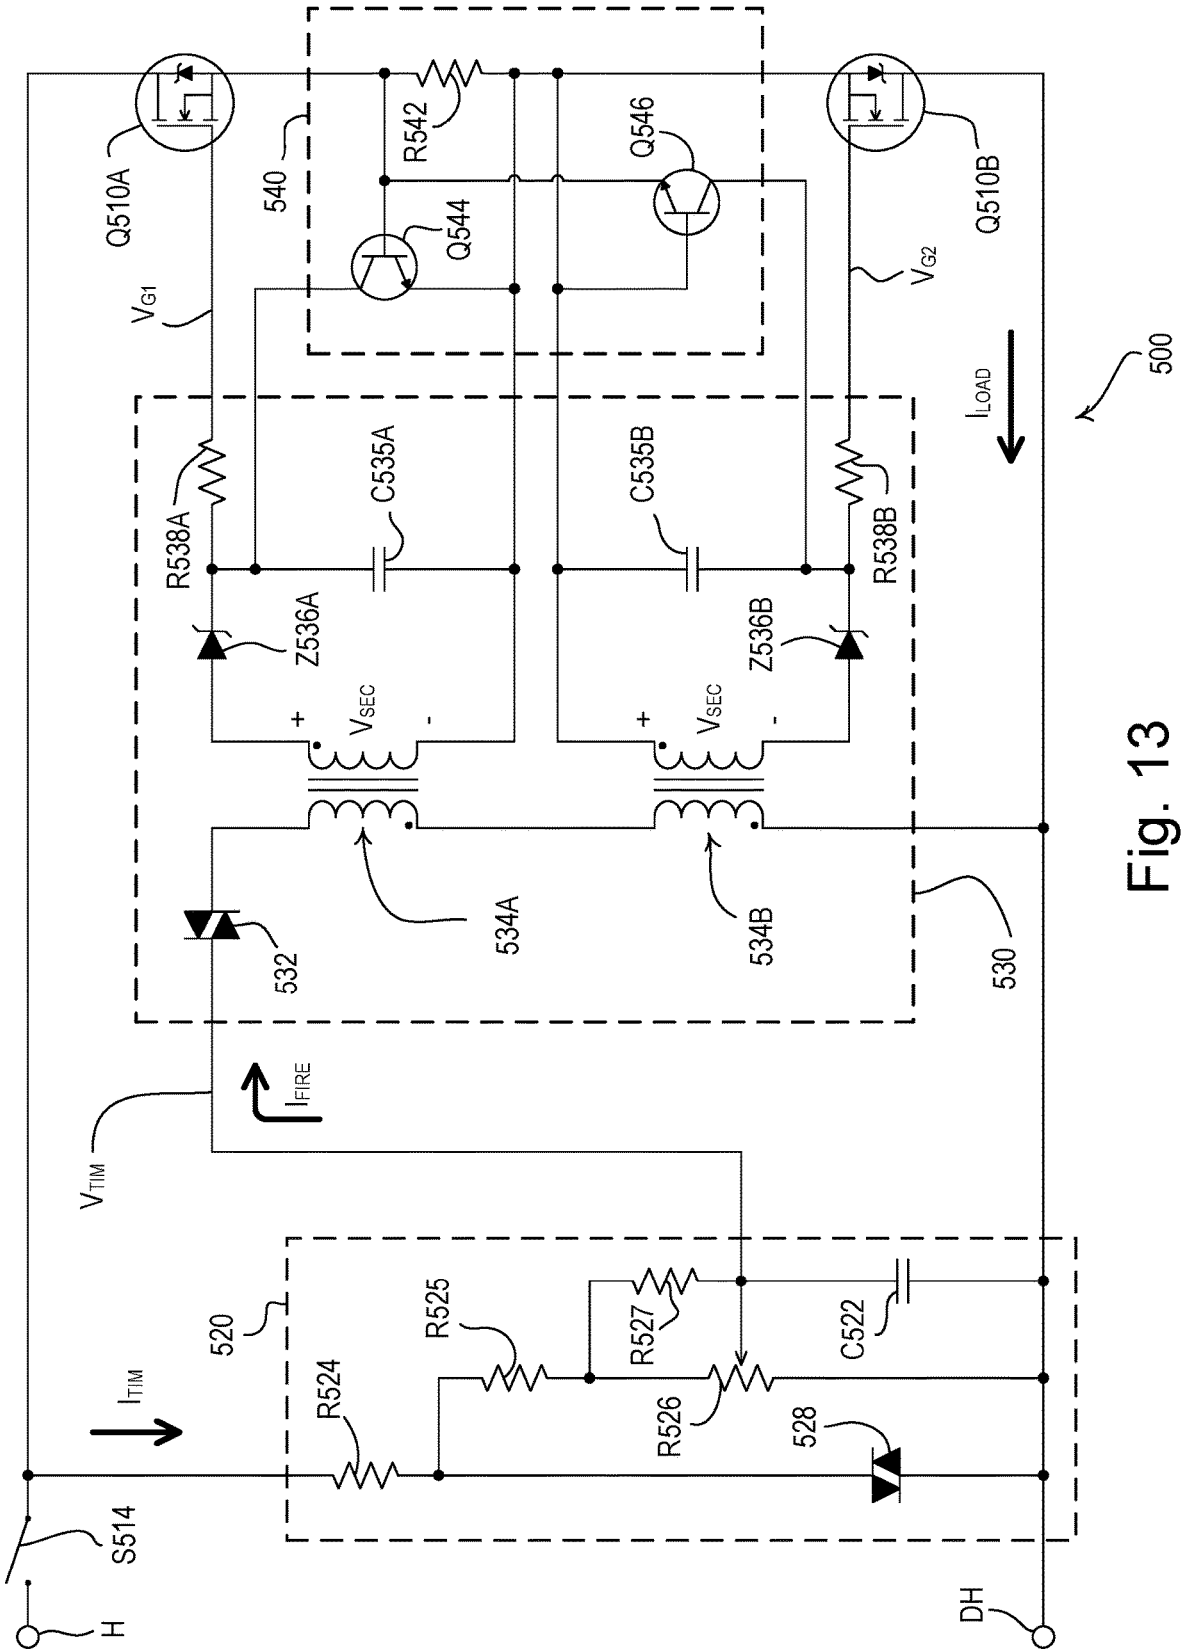 H
S514
DH
520
I_TIM
R524
R525
R526
R527
528
C522
V_TIM
I_FIRE
530
532
534A
534B
+
V_SEC
-
+
V_SEC
-
Z536A
Z536B
R538A
C535A
C535B
R538B
V_G1
V_G2
540
Q510A
R542
Q544
Q546
Q510B
I_LOAD
500
Fig. 13